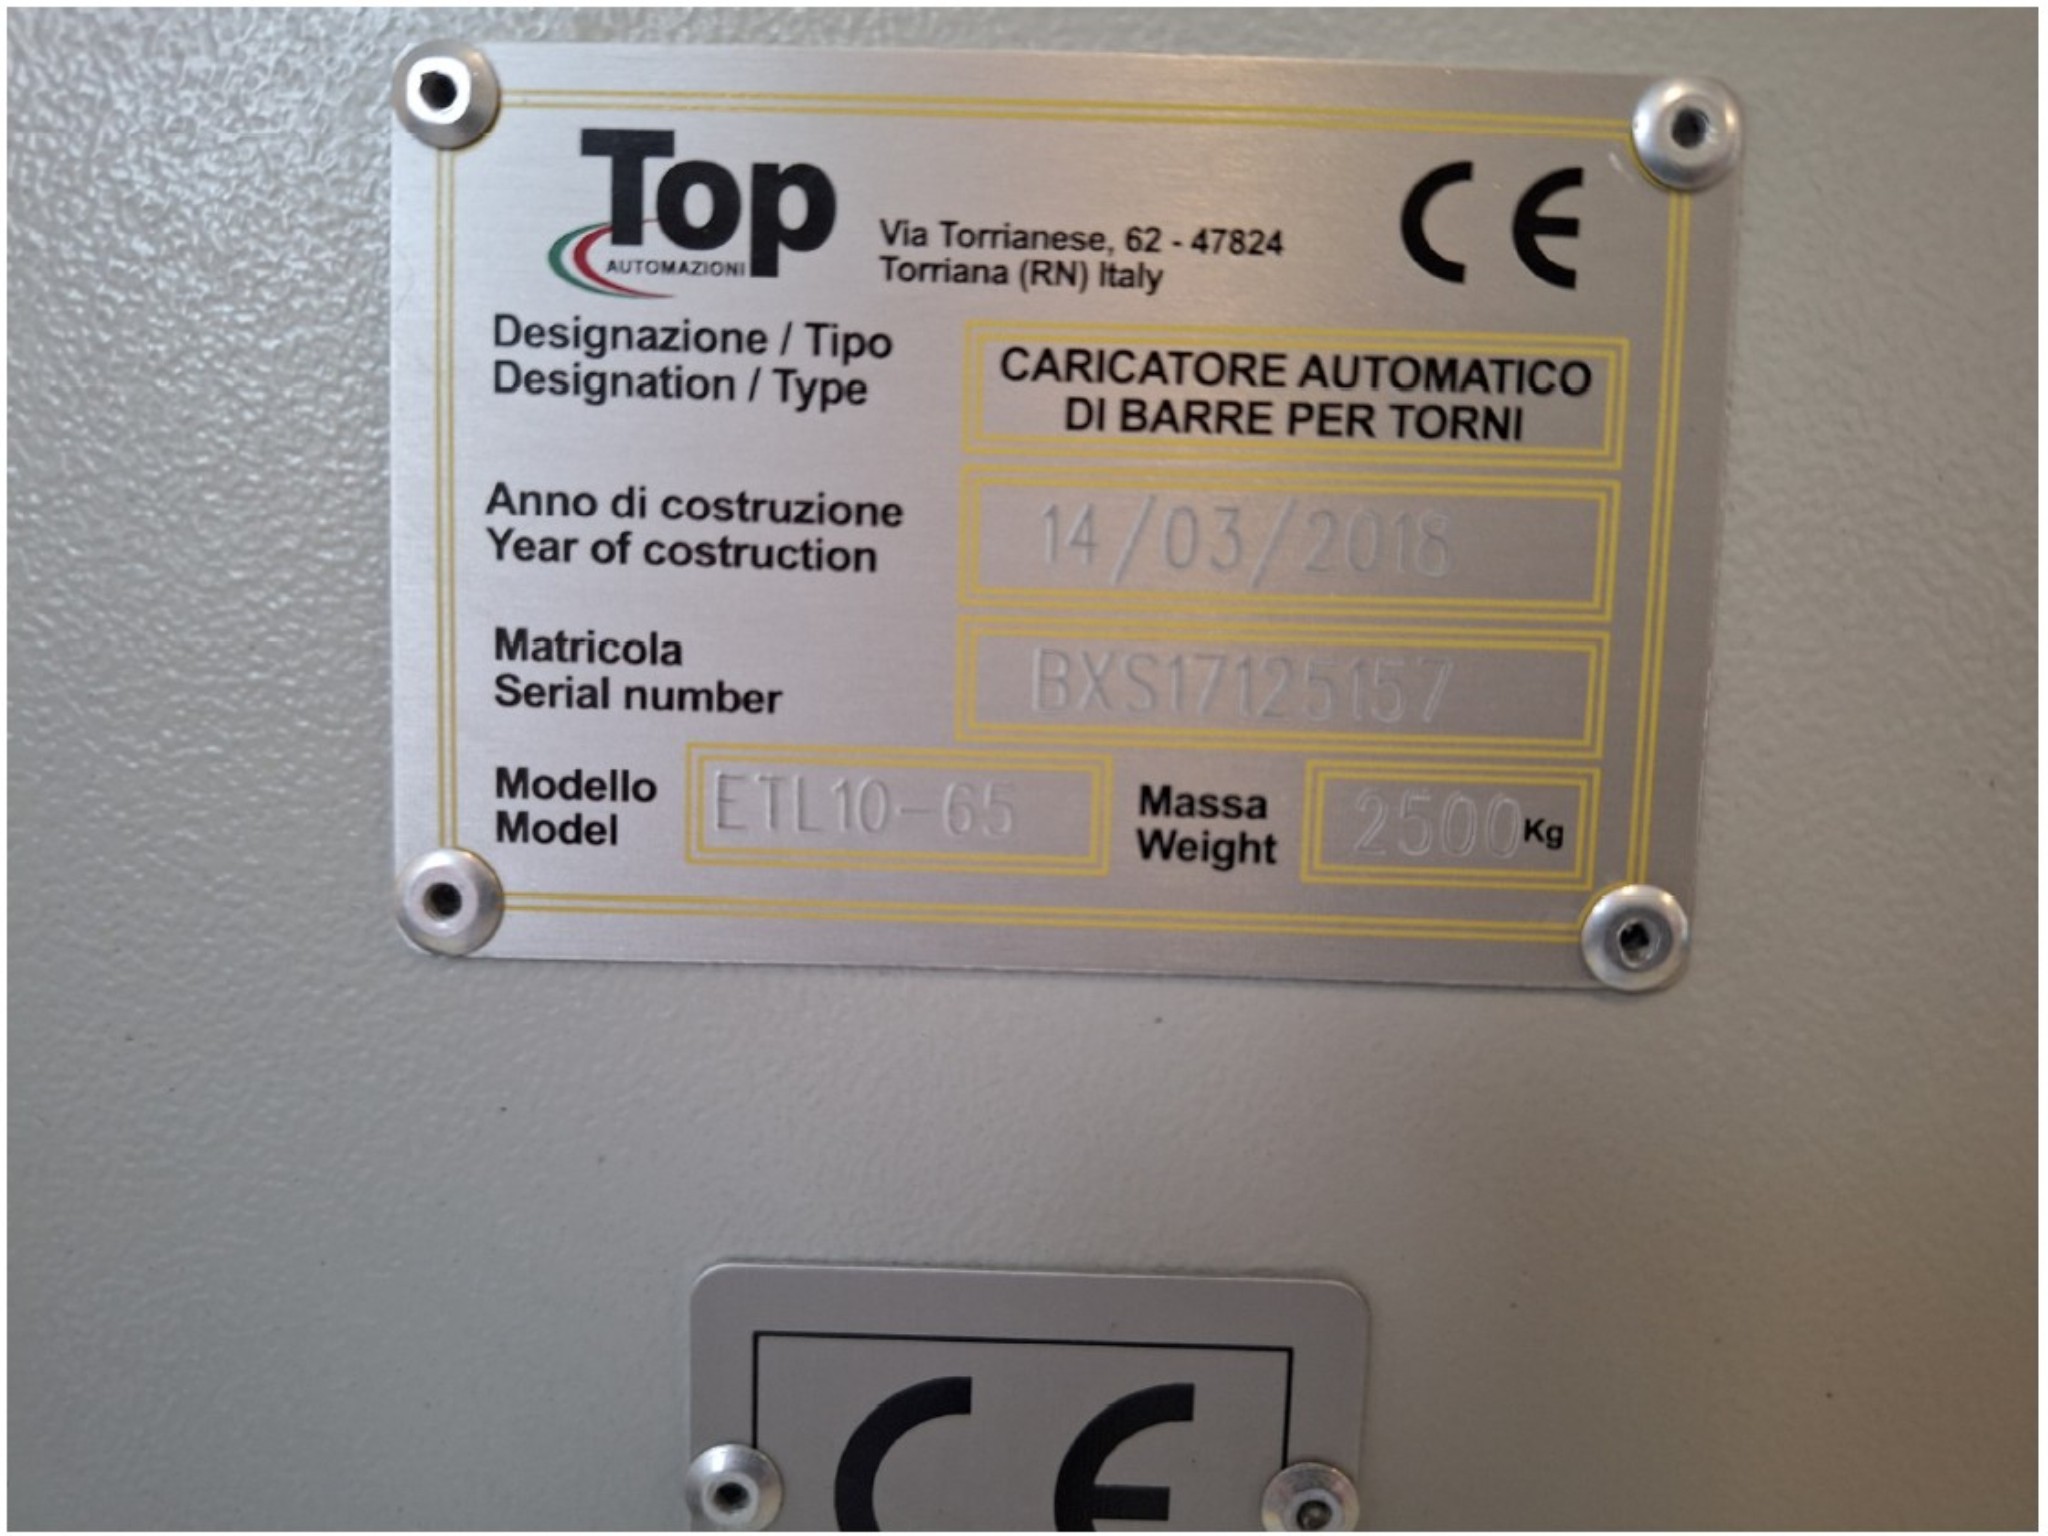 Top
AUTOMAZIONI
Via Torrianese, 62 - 47824
Torriana (RN) Italy
CE
Designazione / Tipo
Designation / Type
CARICATORE AUTOMATICO
DI BARRE PER TORNI
Anno di costruzione
Year of costruction
14/03/2018
Matricola
Serial number
BXS17125157
Modello
Model
ETL10-65
Massa
Weight
2500 Kg
CE